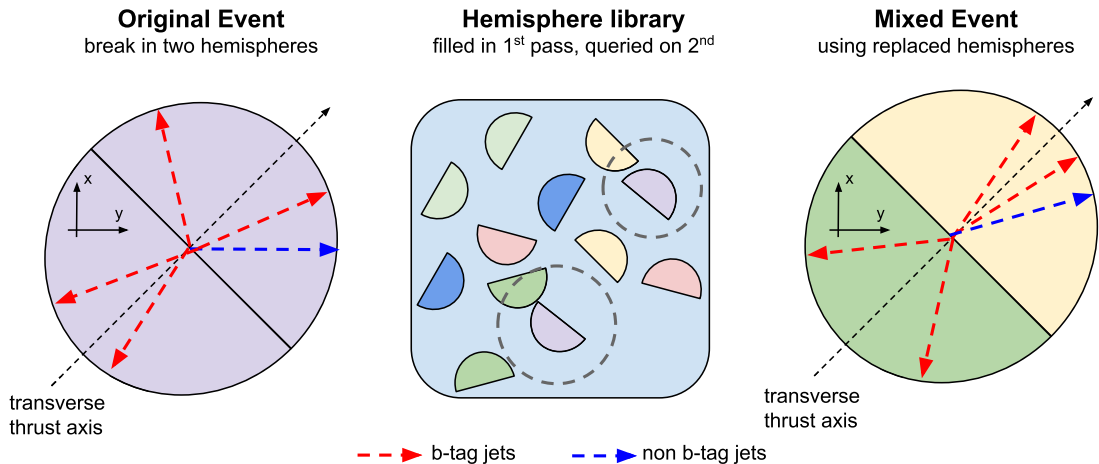 Original Event
break in two hemispheres
x
y
transverse
thrust axis
Hemisphere library
filled in 1st pass, queried on 2nd
Mixed Event
using replaced hemispheres
x
y
transverse
thrust axis
b-tag jets
non b-tag jets